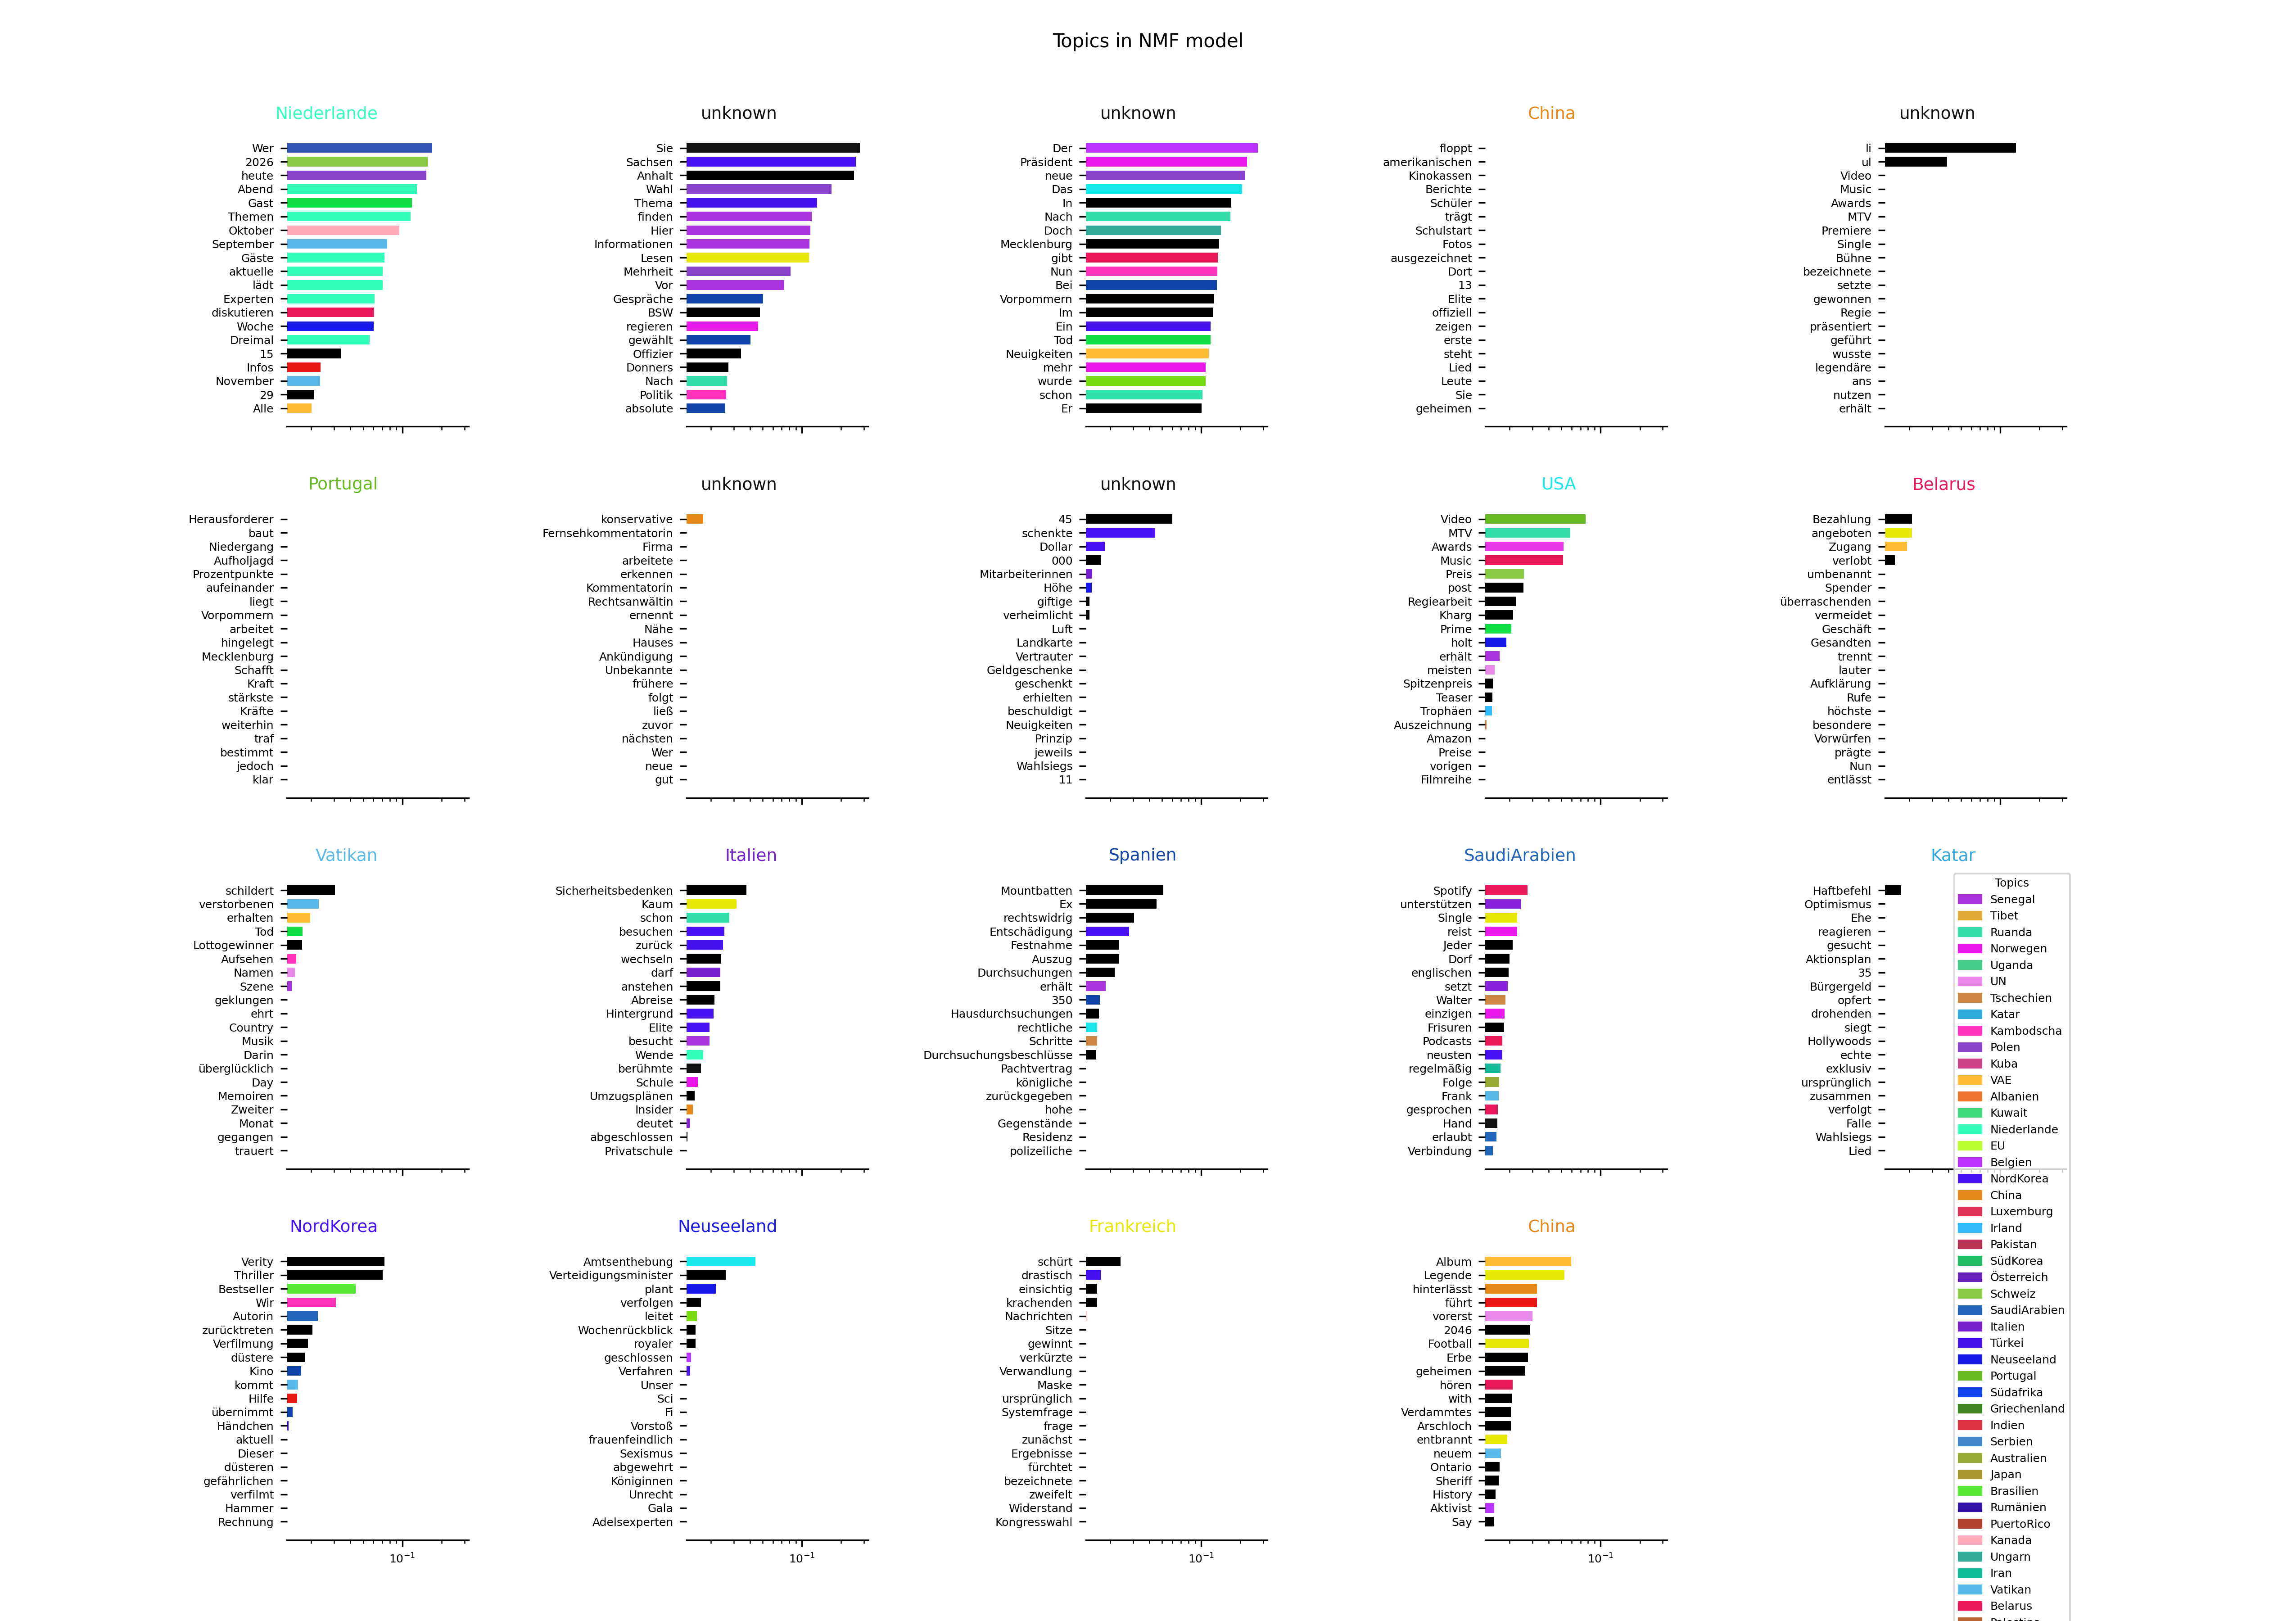 Topics in NMF model
Niederlande
Wer
2026
heute
Abend
Gast
Themen
Oktober
September
Gäste
aktuelle
lädt
Experten
diskutieren
Woche
Dreimal
15
Infos
November
29
Alle
unknown
Sie
Sachsen
Anhalt
Wahl
Thema
finden
Hier
Informationen
Lesen
Mehrheit
Vor
Gespräche
BSW
regieren
gewählt
Offizier
Donners
Nach
Politik
absolute
unknown
Der
Präsident
neue
Das
In
Nach
Doch
Mecklenburg
gibt
Nun
Bei
Vorpommern
Im
Ein
Tod
Neuigkeiten
mehr
wurde
schon
Er
China
floppt
amerikanischen
Kinokassen
Berichte
Schüler
trägt
Schulstart
Fotos
ausgezeichnet
Dort
13
Elite
offiziell
zeigen
erste
steht
Lied
Leute
Sie
geheimen
unknown
li
ul
Video
Music
Awards
MTV
Premiere
Single
Bühne
bezeichnete
setzte
gewonnen
Regie
präsentiert
geführt
wusste
legendäre
ans
nutzen
erhält
Portugal
Herausforderer
baut
Niedergang
Aufholjagd
Prozentpunkte
aufeinander
liegt
Vorpommern
arbeitet
hingelegt
Mecklenburg
Schafft
Kraft
stärkste
Kräfte
weiterhin
traf
bestimmt
jedoch
klar
unknown
konservative
Fernsehkommentatorin
Firma
arbeitete
erkennen
Kommentatorin
Rechtsanwältin
ernennt
Nähe
Hauses
Ankündigung
Unbekannte
frühere
folgt
ließ
zuvor
nächsten
Wer
neue
gut
unknown
45
schenkte
Dollar
000
Mitarbeiterinnen
Höhe
giftige
verheimlicht
Luft
Landkarte
Vertrauter
Geldgeschenke
geschenkt
erhielten
beschuldigt
Neuigkeiten
Prinzip
jeweils
Wahlsiegs
11
USA
Video
MTV
Awards
Music
Preis
post
Regiearbeit
Kharg
Prime
holt
erhält
meisten
Spitzenpreis
Teaser
Trophäen
Auszeichnung
Amazon
Preise
vorigen
Filmreihe
Belarus
Bezahlung
angeboten
Zugang
verlobt
umbenannt
Spender
überraschenden
vermeidet
Geschäft
Gesandten
trennt
lauter
Aufklärung
Rufe
höchste
besondere
Vorwürfen
prägte
Nun
entlässt
Vatikan
schildert
verstorbenen
erhalten
Tod
Lottogewinner
Aufsehen
Namen
Szene
geklungen
ehrt
Country
Musik
Darin
überglücklich
Day
Memoiren
Zweiter
Monat
gegangen
trauert
Italien
Sicherheitsbedenken
Kaum
schon
besuchen
zurück
wechseln
darf
anstehen
Abreise
Hintergrund
Elite
besucht
Wende
berühmte
Schule
Umzugsplänen
Insider
deutet
abgeschlossen
Privatschule
Spanien
Mountbatten
Ex
rechtswidrig
Entschädigung
Festnahme
Auszug
Durchsuchungen
erhält
350
Hausdurchsuchungen
rechtliche
Schritte
Durchsuchungsbeschlüsse
Pachtvertrag
königliche
zurückgegeben
hohe
Gegenstände
Residenz
polizeiliche
SaudiArabien
Spotify
unterstützen
Single
reist
Jeder
Dorf
englischen
setzt
Walter
einzigen
Frisuren
Podcasts
neusten
regelmäßig
Folge
Frank
gesprochen
Hand
erlaubt
Verbindung
Katar
Haftbefehl
Optimismus
Ehe
reagieren
gesucht
Aktionsplan
35
Bürgergeld
opfert
drohenden
siegt
Hollywoods
echte
exklusiv
ursprünglich
zusammen
verfolgt
Falle
Wahlsiegs
Lied
NordKorea
Verity
Thriller
Bestseller
Wir
Autorin
zurücktreten
Verfilmung
düstere
Kino
kommt
Hilfe
übernimmt
Händchen
aktuell
Dieser
düsteren
gefährlichen
verfilmt
Hammer
Rechnung
10⁻¹
Neuseeland
Amtsenthebung
Verteidigungsminister
plant
verfolgen
leitet
Wochenrückblick
royaler
geschlossen
Verfahren
Unser
Sci
Fi
Vorstoß
frauenfeindlich
Sexismus
abgewehrt
Königinnen
Unrecht
Gala
Adelsexperten
10⁻¹
Frankreich
schürt
drastisch
einsichtig
krachenden
Nachrichten
Sitze
gewinnt
verkürzte
Verwandlung
Maske
ursprünglich
Systemfrage
frage
zunächst
Ergebnisse
fürchtet
bezeichnete
zweifelt
Widerstand
Kongresswahl
10⁻¹
China
Album
Legende
hinterlässt
führt
vorerst
2046
Football
Erbe
geheimen
hören
with
Verdammtes
Arschloch
entbrannt
neuem
Ontario
Sheriff
History
Aktivist
Say
10⁻¹
Topics
Senegal
Tibet
Ruanda
Norwegen
Uganda
UN
Tschechien
Katar
Kambodscha
Polen
Kuba
VAE
Albanien
Kuwait
Niederlande
EU
Belgien
NordKorea
China
Luxemburg
Irland
Pakistan
SüdKorea
Österreich
Schweiz
SaudiArabien
Italien
Türkei
Neuseeland
Portugal
Südafrika
Griechenland
Indien
Serbien
Australien
Japan
Brasilien
Rumänien
PuertoRico
Kanada
Ungarn
Iran
Vatikan
Belarus